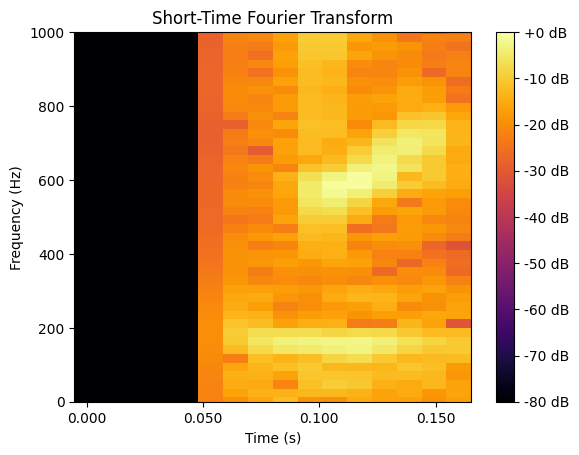 Short-Time Fourier Transform
1000
800
600
400
200
0
Frequency (Hz)
0.000
0.050
0.100
0.150
Time (s)
+0 dB
-10 dB
-20 dB
-30 dB
-40 dB
-50 dB
-60 dB
-70 dB
-80 dB